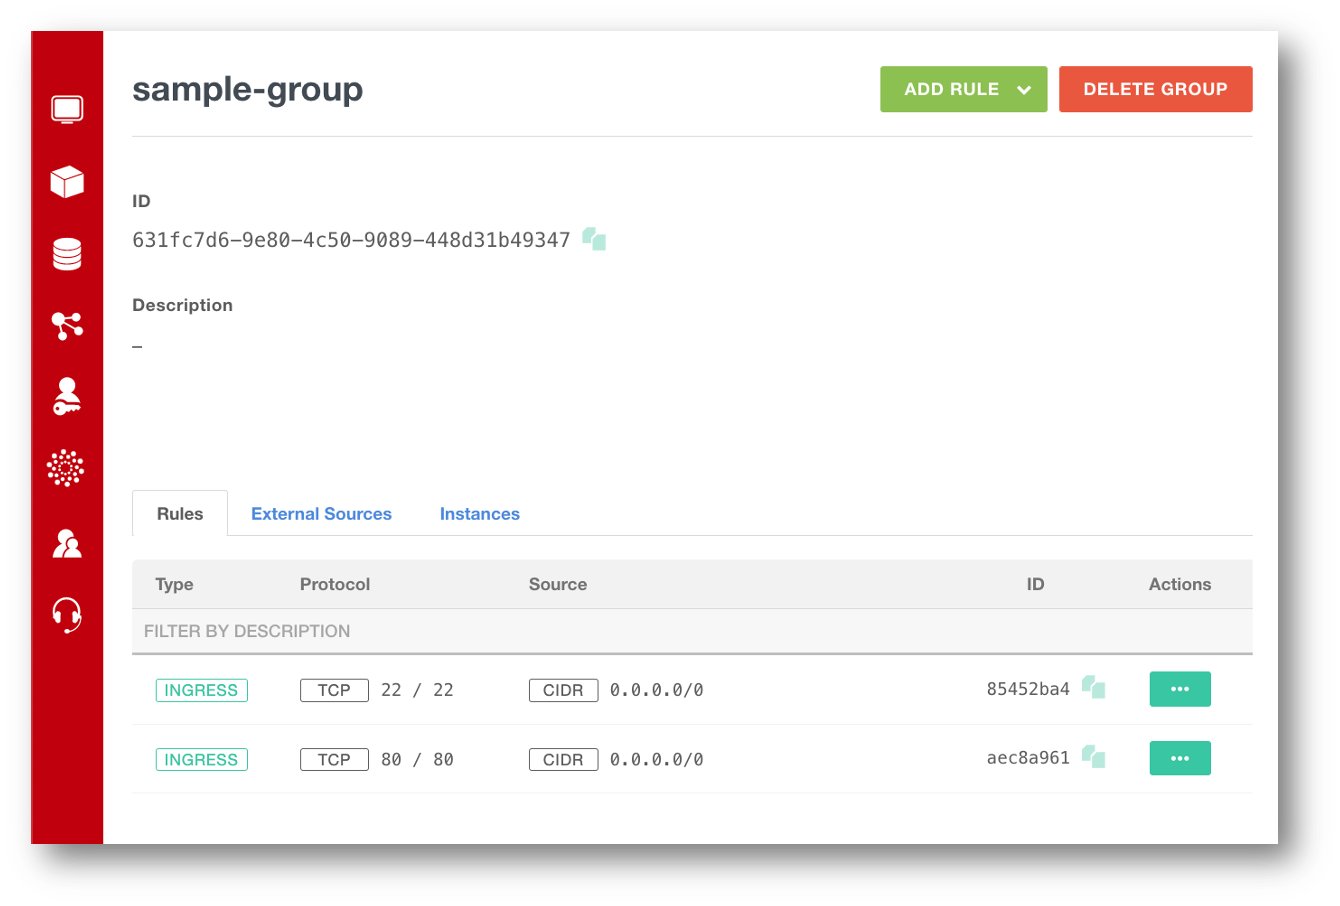 sample-group
ADD RULE
DELETE GROUP
ID
631fc7d6-9e80-4c50-9089-448d31b49347
Description
–
Rules External Sources Instances
Type Protocol Source ID Actions
FILTER BY DESCRIPTION
INGRESS TCP 22 / 22 CIDR 0.0.0.0/0 85452ba4 •••
INGRESS TCP 80 / 80 CIDR 0.0.0.0/0 aec8a961 •••